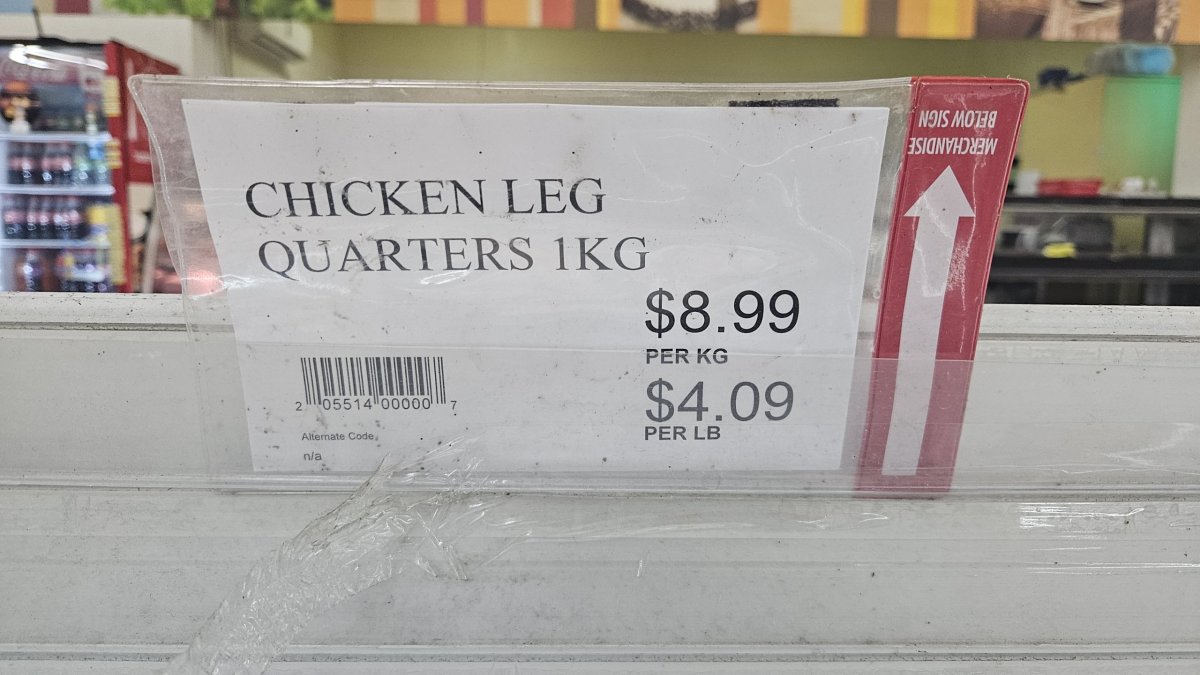 CHICKEN LEG
QUARTERS 1KG
$8.99
PER KG
$4.09
PER LB
2 05514 00000 7
Alternate Code
n/a
MERCHANDISE
BELOW SIGN